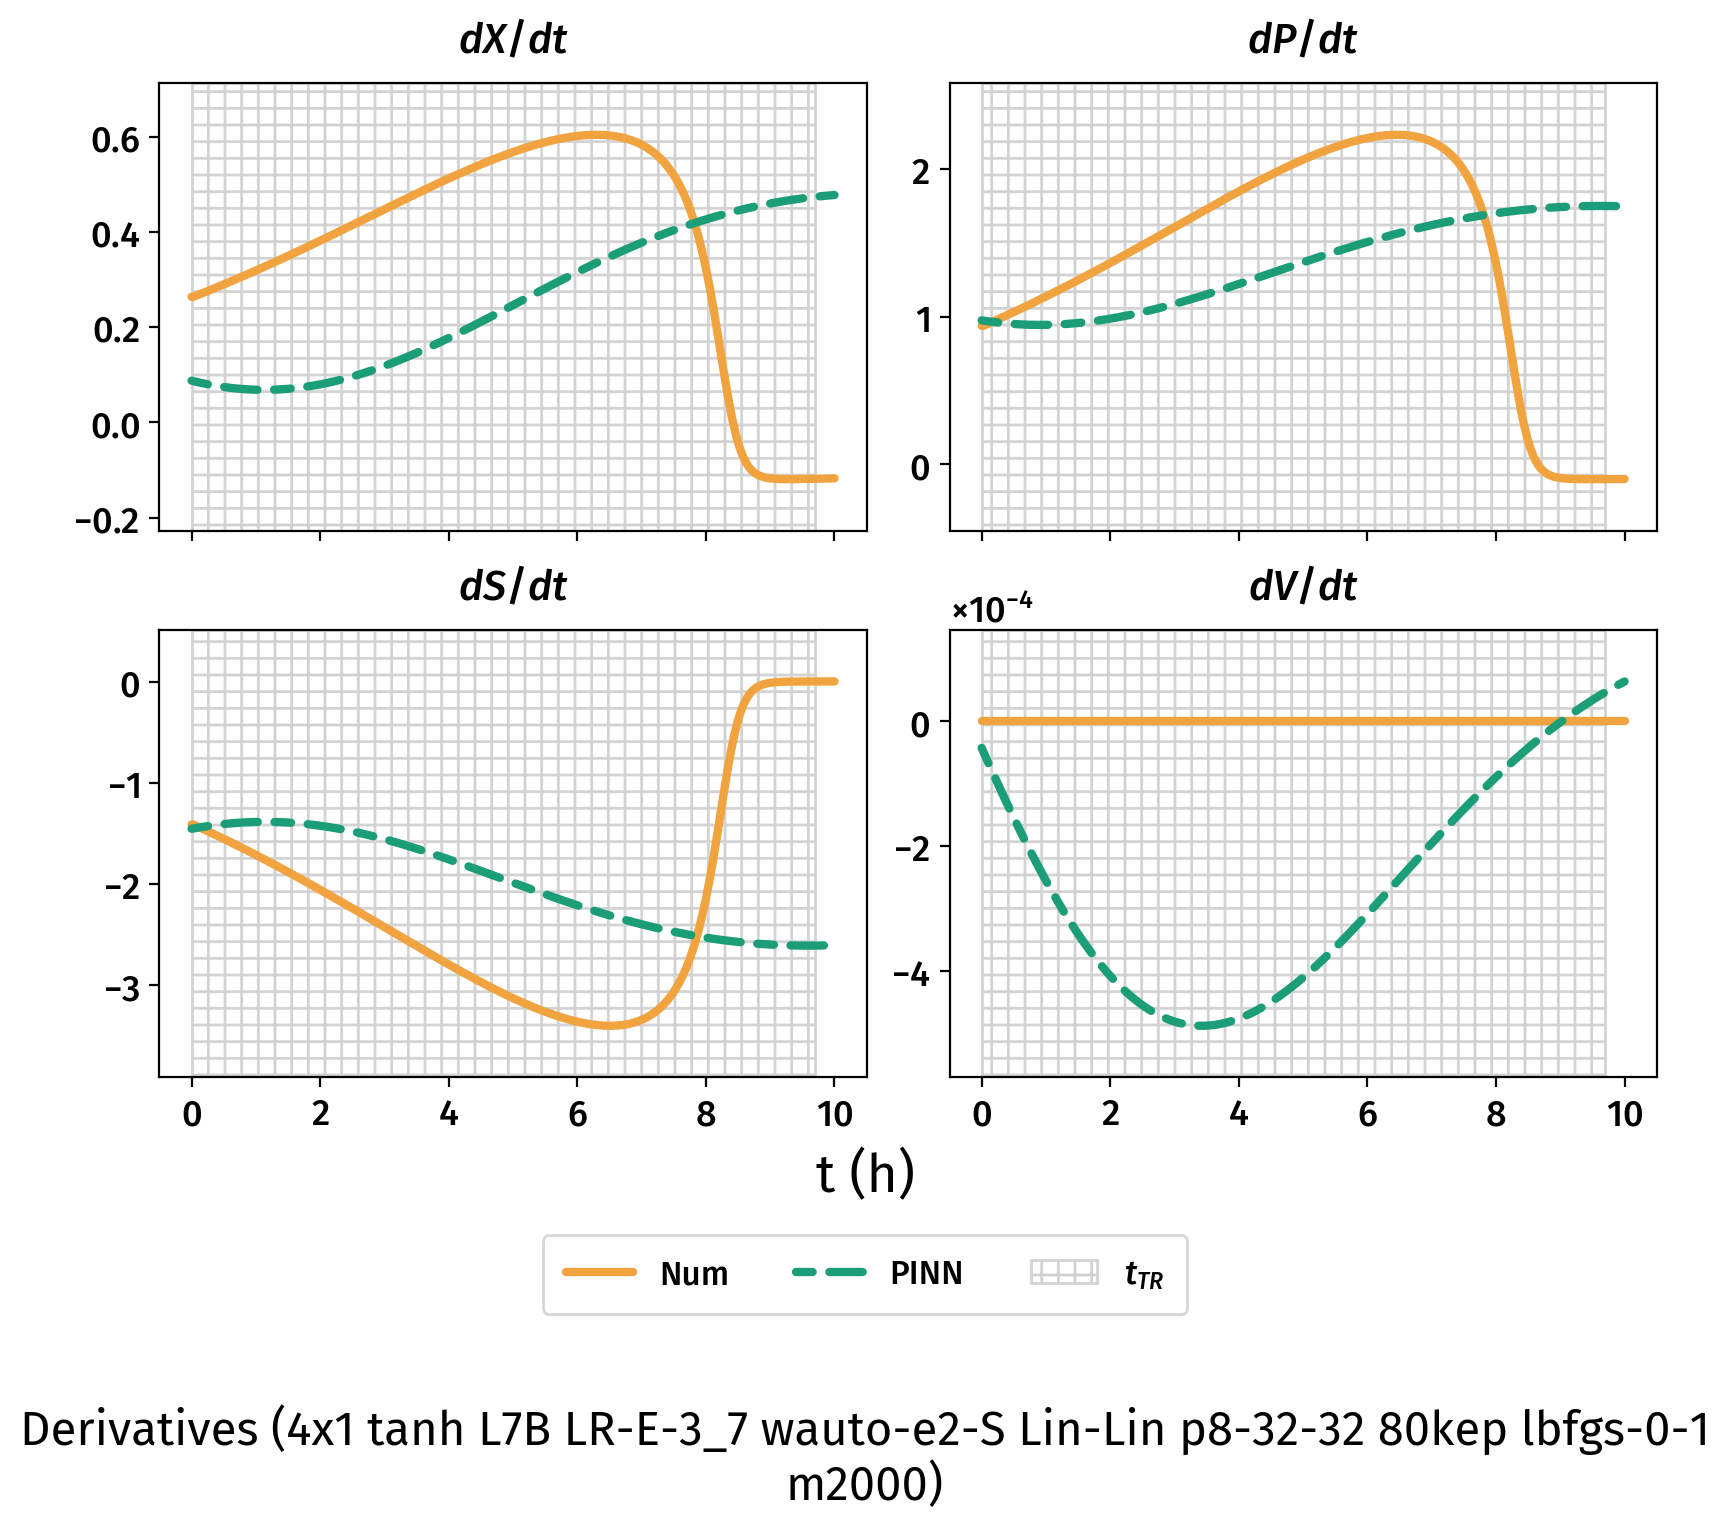 dX/dt
dP/dt
0.6
0.4
0.2
0.0
−0.2
2
1
0
dS/dt
dV/dt
×10⁻⁴
0
−1
−2
−3
0
−2
−4
0 2 4 6 8 10
0 2 4 6 8 10
t (h)
Num PINN t_TR
Derivatives (4x1 tanh L7B LR-E-3_7 wauto-e2-S Lin-Lin p8-32-32 80kep lbfgs-0-1
m2000)